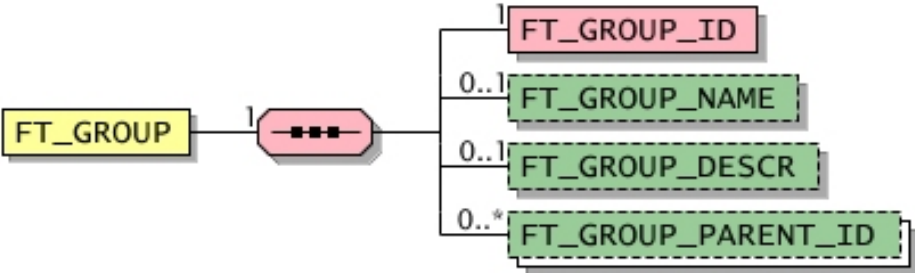 1
FT_GROUP_ID
0..1
FT_GROUP_NAME
FT_GROUP
1
0..1
FT_GROUP_DESCR
0..*
FT_GROUP_PARENT_ID